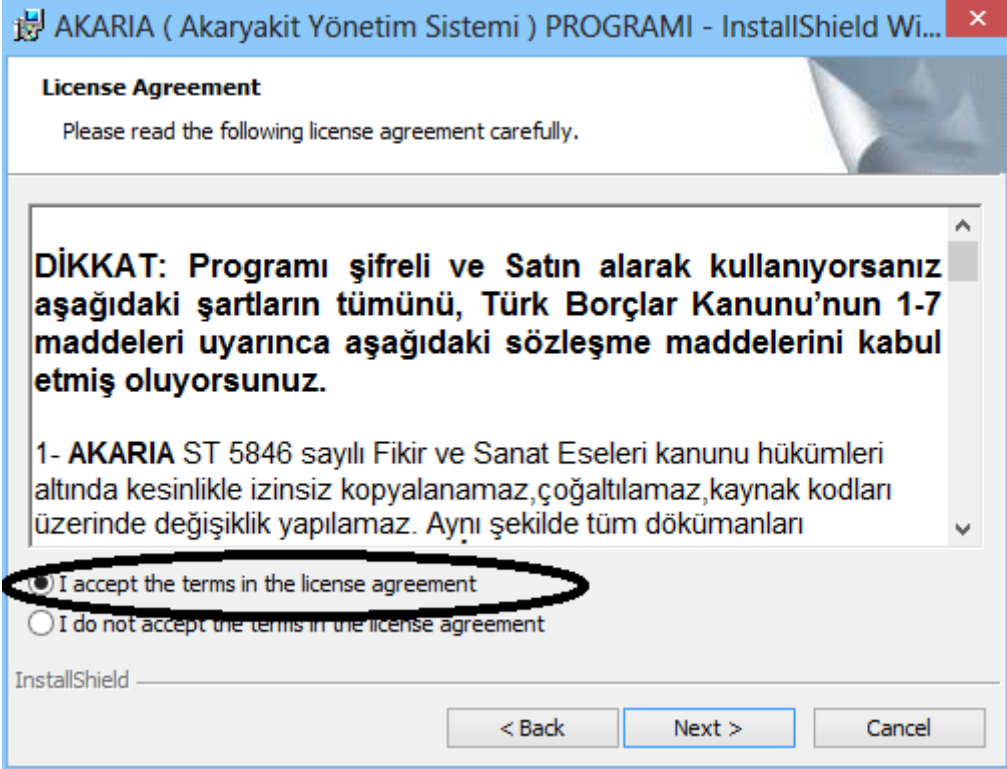 AKARIA ( Akaryakit Yönetim Sistemi ) PROGRAMI - InstallShield Wi...
License Agreement
Please read the following license agreement carefully.
DİKKAT: Programı şifreli ve Satın alarak kullanıyorsanız
aşağıdaki şartların tümünü, Türk Borçlar Kanunu’nun 1-7
maddeleri uyarınca aşağıdaki sözleşme maddelerini kabul
etmiş oluyorsunuz.
1- AKARIA ST 5846 sayılı Fikir ve Sanat Eseleri kanunu hükümleri
altında kesinlikle izinsiz kopyalanamaz,çoğaltılamaz,kaynak kodları
üzerinde değişiklik yapılamaz. Aynı şekilde tüm dökümanları
I accept the terms in the license agreement
I do not accept the terms in the license agreement
InstallShield
< Back
Next >
Cancel